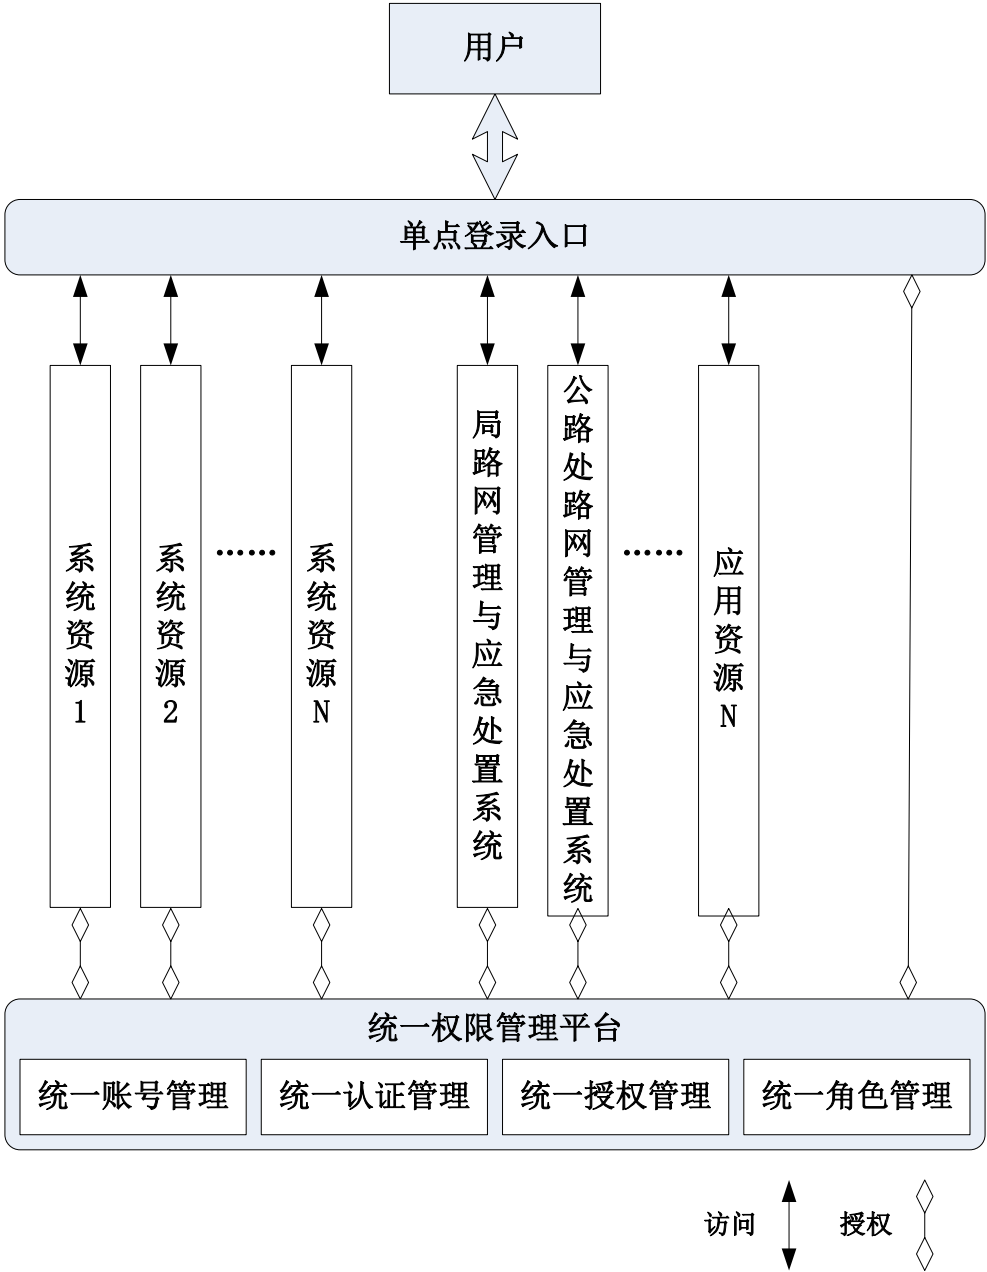 用户
单点登录入口
系统资源1
系统资源2
……
系统资源N
局路网管理与应急处置系统
公路处路网管理与应急处置系统
……
应用资源N
统一权限管理平台
统一账号管理
统一认证管理
统一授权管理
统一角色管理
访问
授权